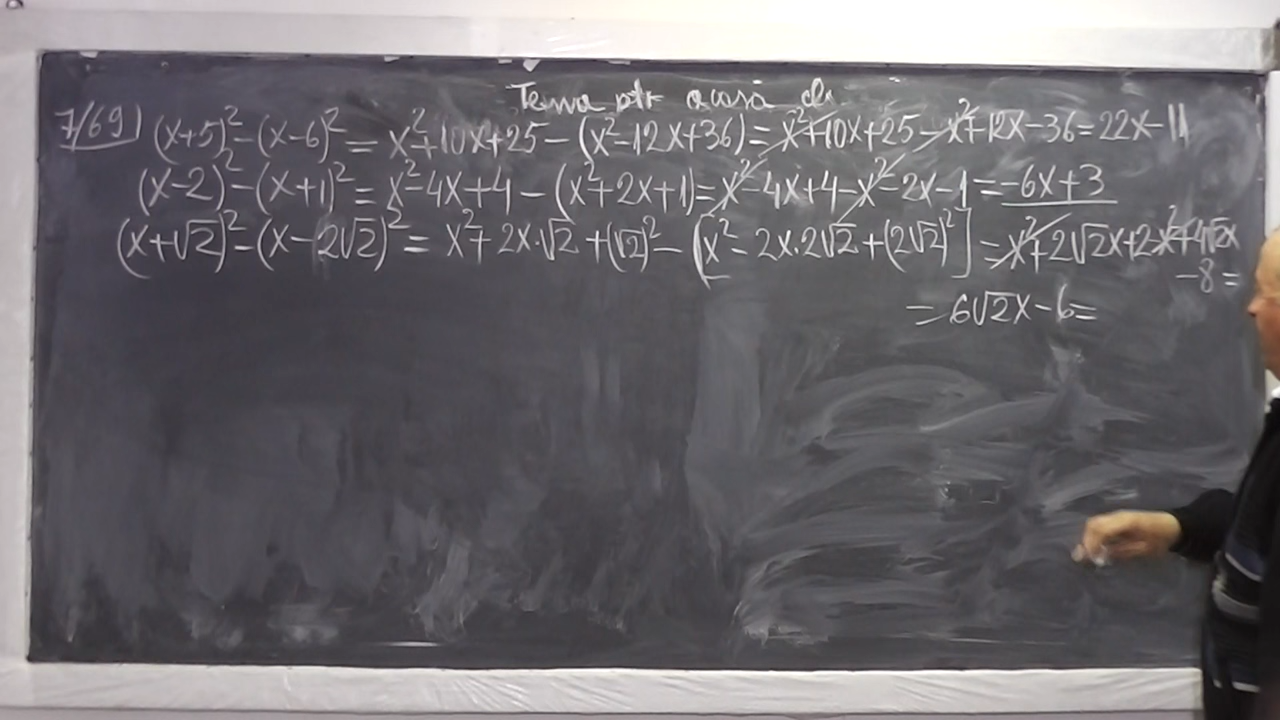 Tema ptr acasă
7/69) (x+5)²-(x-6)² = x²+10x+25-(x²-12x+36)= x²+10x+25-x²+12x-36=22x-11
(x-2)²-(x+1)² = x²-4x+4-(x²+2x+1)=x²-4x+4-x²-2x-1=-6x+3
(x+√2)²-(x-2√2)² = x²+2x·√2+(√2)²-[x²-2x·2√2+(2√2)²]=x²+2√2x+2-x²+4√2x
-8=
=6√2x-6=